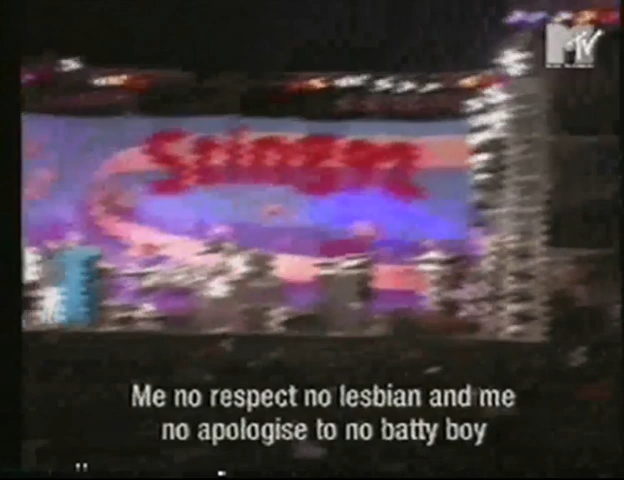 MTV
Me no respect no lesbian and me
no apologise to no batty boy